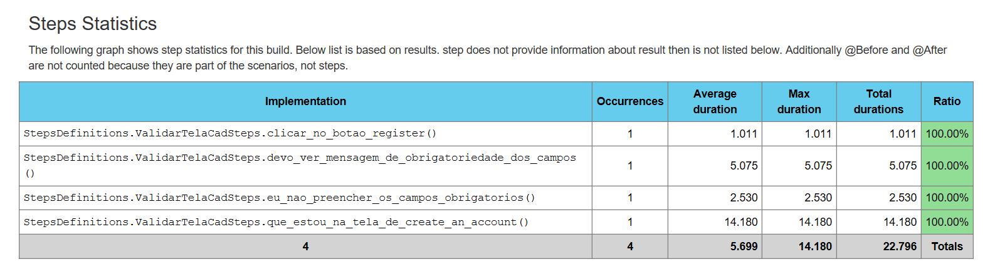 Steps Statistics
The following graph shows step statistics for this build. Below list is based on results. step does not provide information about result then is not listed below. Additionally @Before and @After
are not counted because they are part of the scenarios, not steps.
Implementation Occurrences Average duration Max duration Total durations Ratio
StepsDefinitions.ValidarTelaCadSteps.clicar_no_botao_register() 1 1.011 1.011 1.011 100.00%
StepsDefinitions.ValidarTelaCadSteps.devo_ver_mensagem_de_obrigatoriedade_dos_campos
() 1 5.075 5.075 5.075 100.00%
StepsDefinitions.ValidarTelaCadSteps.eu_nao_preencher_os_campos_obrigatorios() 1 2.530 2.530 2.530 100.00%
StepsDefinitions.ValidarTelaCadSteps.que_estou_na_tela_de_create_an_account() 1 14.180 14.180 14.180 100.00%
4 4 5.699 14.180 22.796 Totals